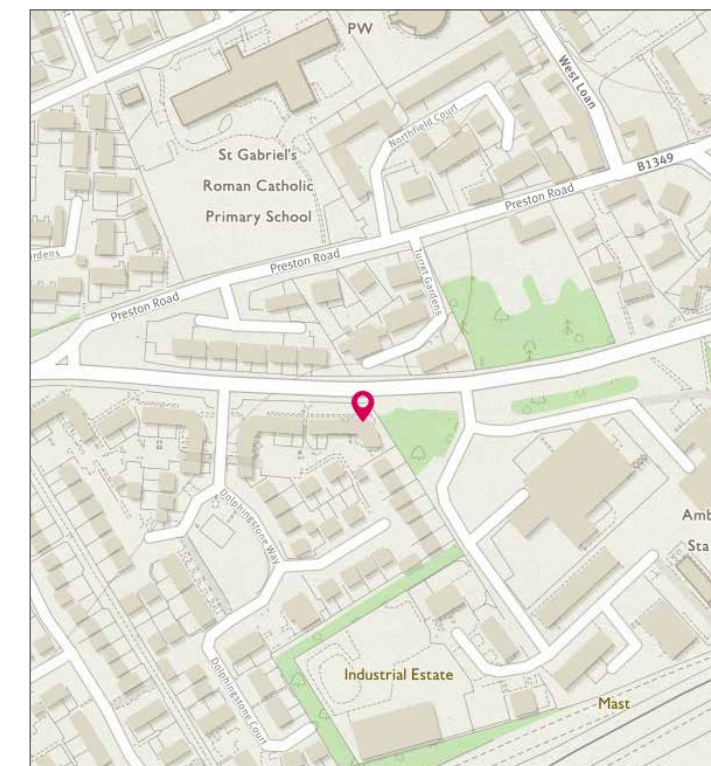 PW
West Loan
Northfield Court
St Gabriel's
Roman Catholic
Primary School
B1349
Preston Road
Preston Road
Turret Gardens
rdens
Preston Road
Amb
Sta
Dolphingstone Way
Industrial Estate
Dolphingstone Court
Mast